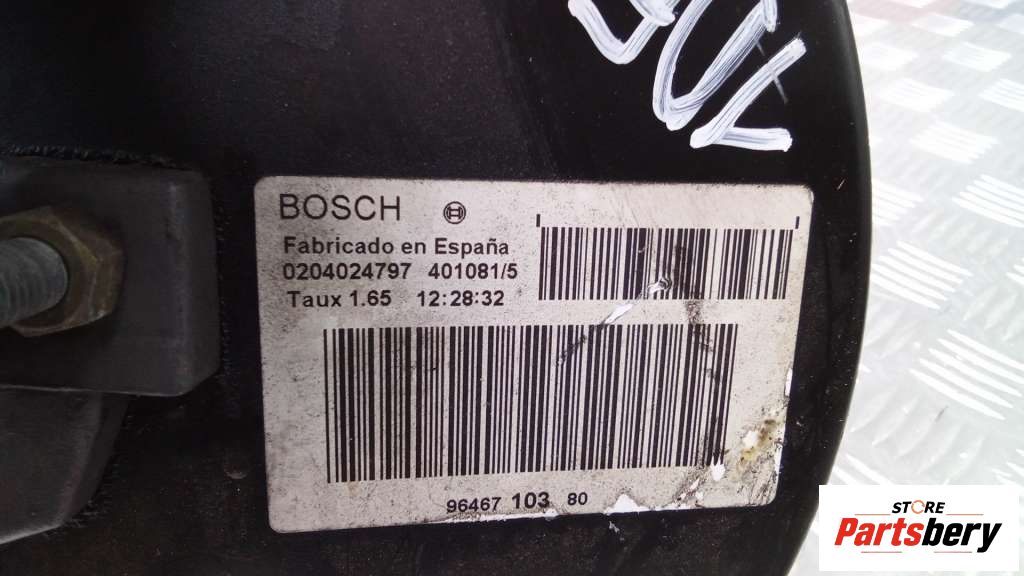 BOSCH
Fabricado en España
0204024797 401081/5
Taux 1.65 12:28:32
96467 103 80
STORE
Partsbery